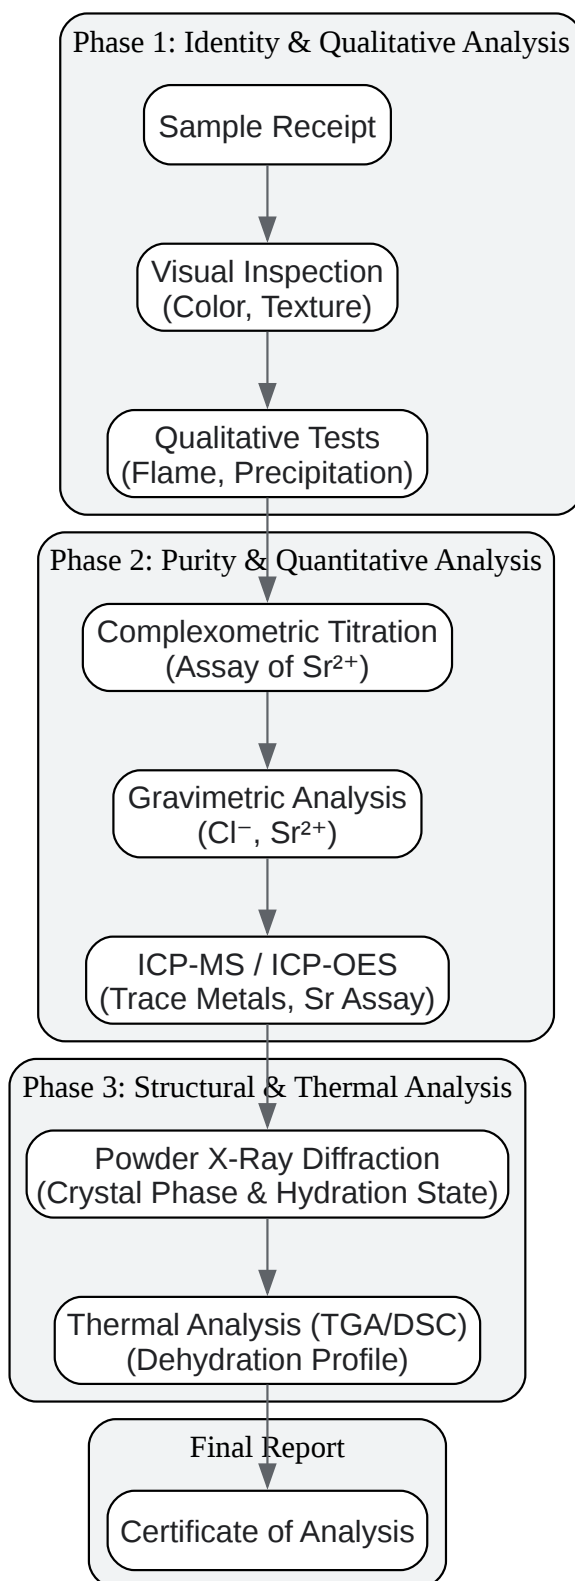 Phase 1: Identity & Qualitative Analysis
Sample Receipt
Visual Inspection
(Color, Texture)
Qualitative Tests
(Flame, Precipitation)
Phase 2: Purity & Quantitative Analysis
Complexometric Titration
(Assay of Sr²⁺)
Gravimetric Analysis
(Cl⁻, Sr²⁺)
ICP-MS / ICP-OES
(Trace Metals, Sr Assay)
Phase 3: Structural & Thermal Analysis
Powder X-Ray Diffraction
(Crystal Phase & Hydration State)
Thermal Analysis (TGA/DSC)
(Dehydration Profile)
Final Report
Certificate of Analysis